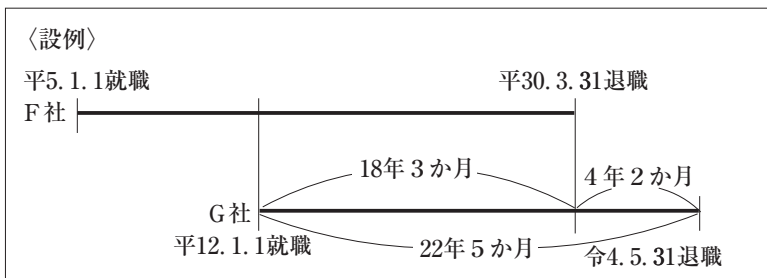 〈設例〉
平5.1.1就職
平30.3.31退職
F社
18年3か月
4年2か月
G社
平12.1.1就職
22年5か月
令4.5.31退職